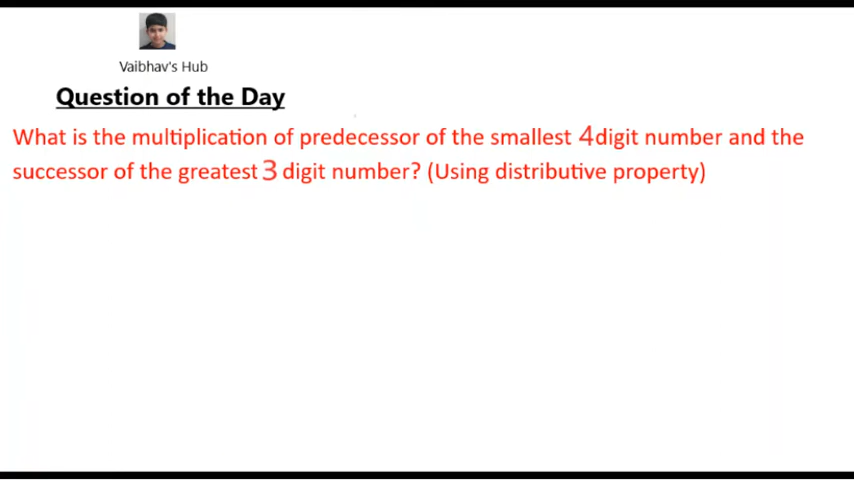 Vaibhav's Hub
Question of the Day
What is the multiplication of predecessor of the smallest 4digit number and the
successor of the greatest 3 digit number? (Using distributive property)